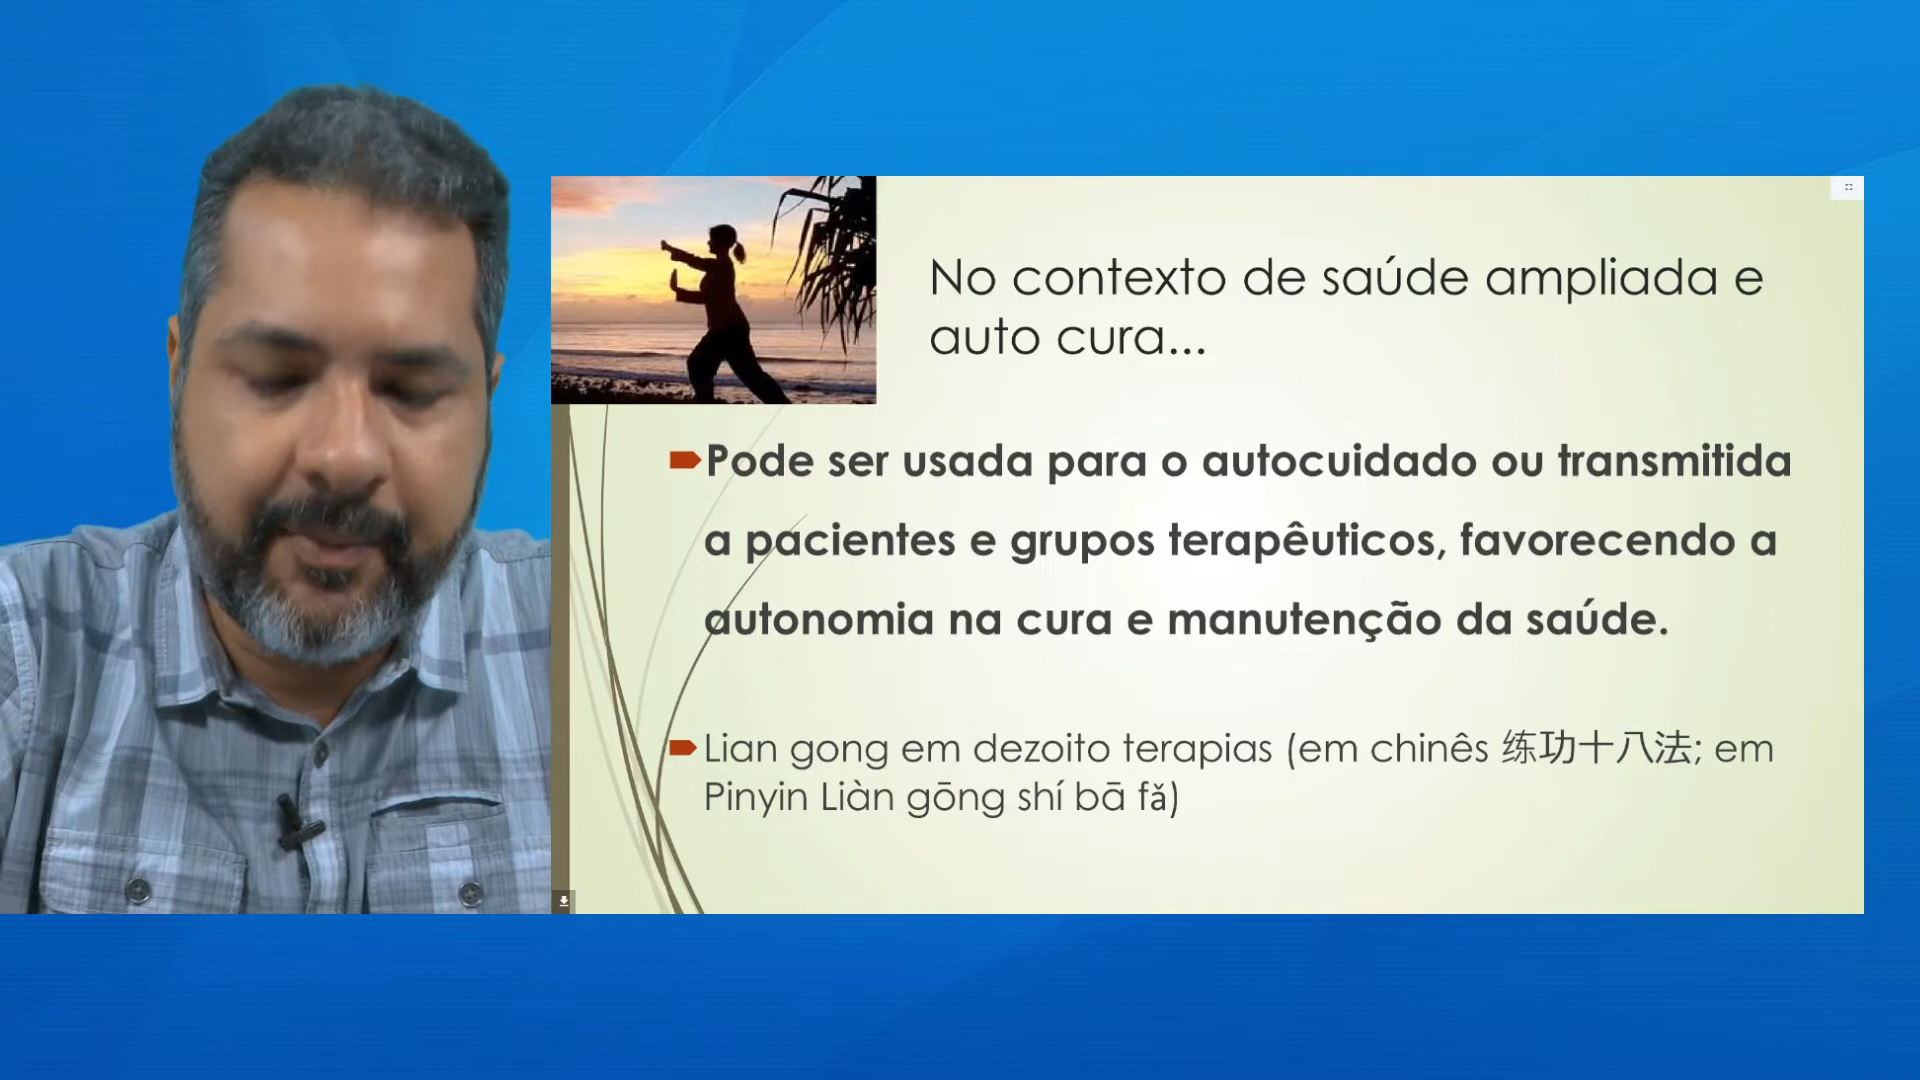 No contexto de saúde ampliada e
auto cura...
Pode ser usada para o autocuidado ou transmitida
a pacientes e grupos terapêuticos, favorecendo a
autonomia na cura e manutenção da saúde.
Lian gong em dezoito terapias (em chinês 练功十八法; em
Pinyin Liàn gōng shí bā fǎ)